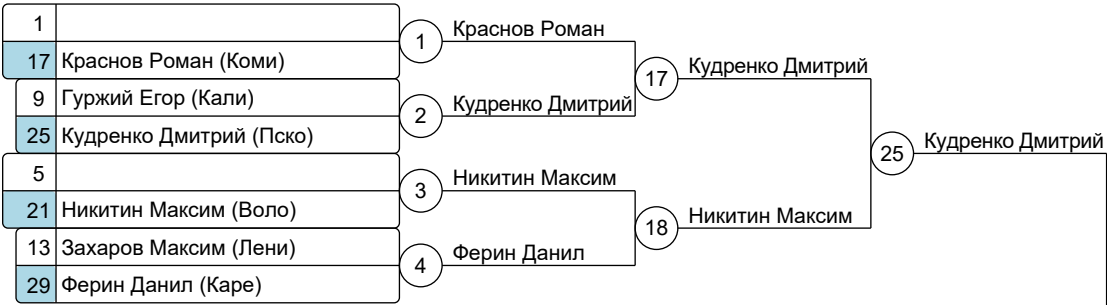 1
17 Краснов Роман (Коми)
9 Гуржий Егор (Кали)
25 Кудренко Дмитрий (Пско)
5
21 Никитин Максим (Воло)
13 Захаров Максим (Лени)
29 Ферин Данил (Каре)
1 Краснов Роман
2 Кудренко Дмитрий
3 Никитин Максим
4 Ферин Данил
17 Кудренко Дмитрий
18 Никитин Максим
25 Кудренко Дмитрий